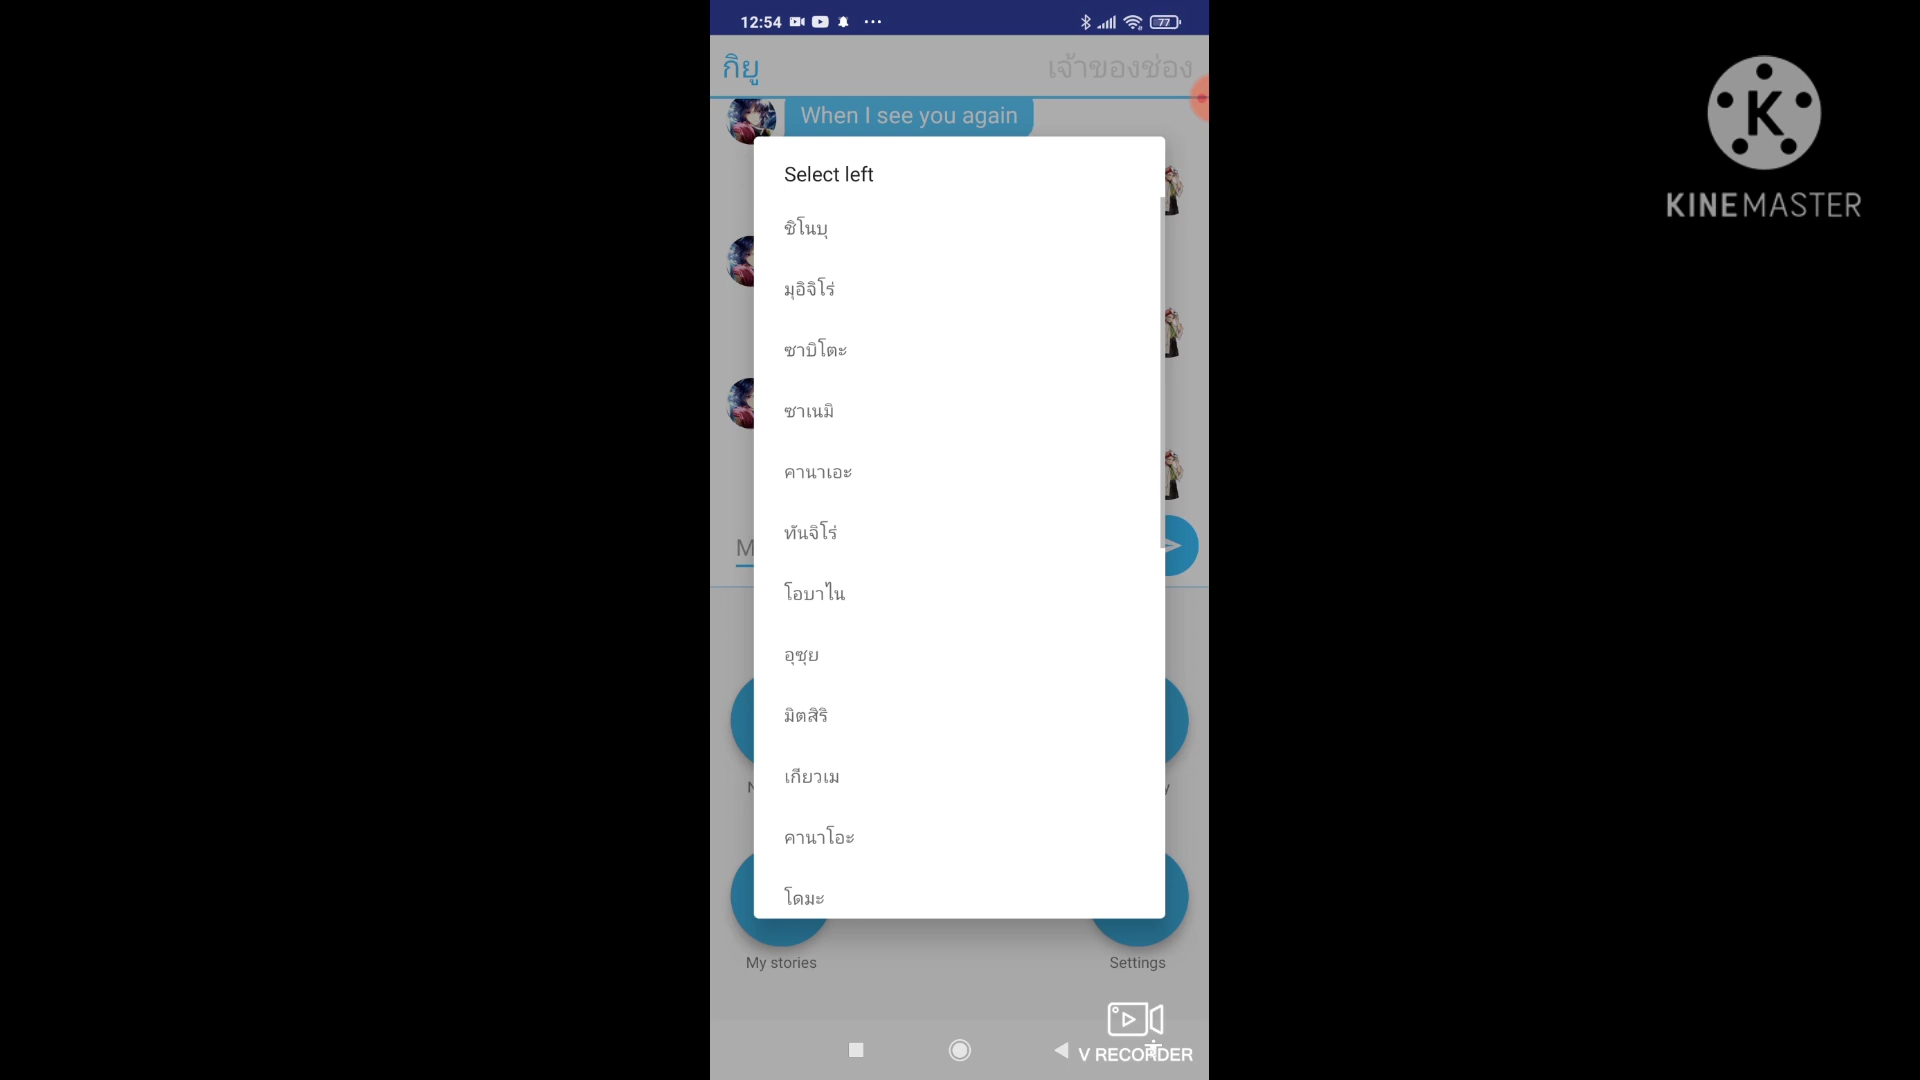 12:54
77
กิยู
เจ้าของช่อง
When I see you again
Select left
ชิโนบุ
มุอิจิโร่
ซาบิโตะ
ซาเนมิ
คานาเอะ
ทันจิโร่
โอบาไน
อุซุย
มิตสิริ
เกียวเม
คานาโอะ
โดมะ
My stories
Settings
V RECORDER
K
KINEMASTER